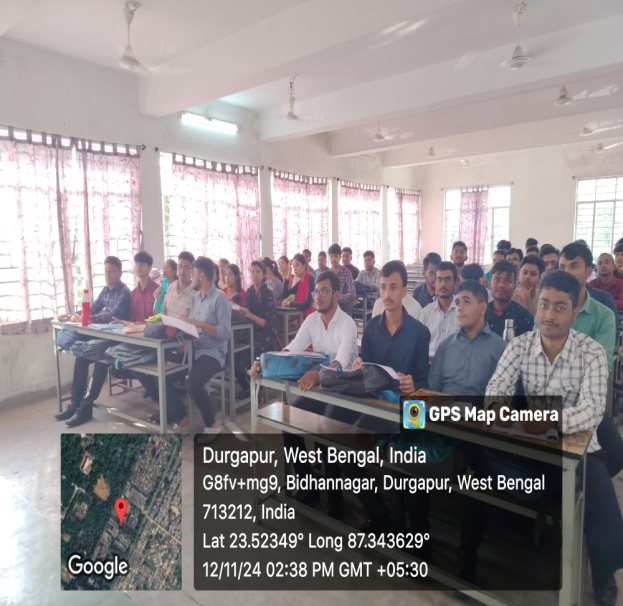 GPS Map Camera
Durgapur, West Bengal, India
G8fv+mg9, Bidhannagar, Durgapur, West Bengal
713212, India
Lat 23.52349° Long 87.343629°
12/11/24 02:38 PM GMT +05:30
Google